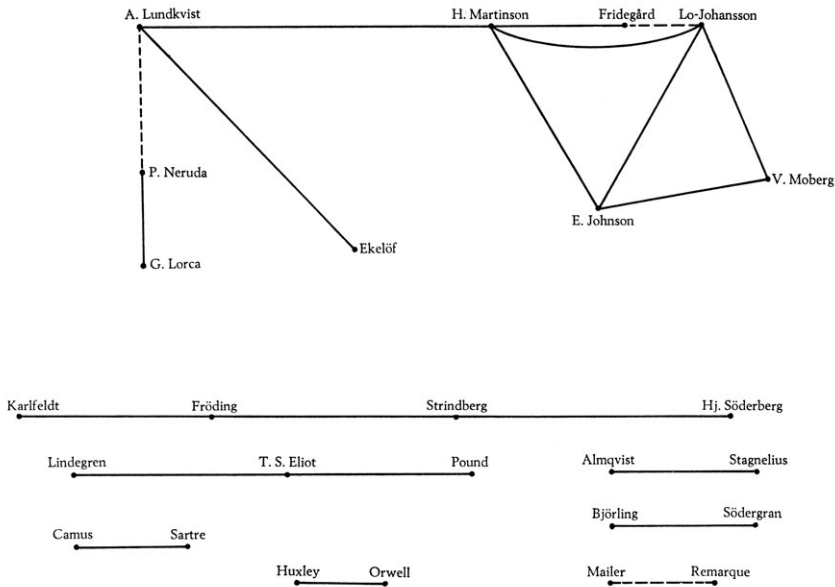 A. Lundkvist
H. Martinson
Fridegård
Lo-Johansson
P. Neruda
V. Moberg
E. Johnson
Ekelöf
G. Lorca
Karlfeldt
Fröding
Strindberg
Hj. Söderberg
Lindegren
T. S. Eliot
Pound
Almqvist
Stagnelius
Björling
Södergran
Camus
Sartre
Huxley
Orwell
Mailer
Remarque